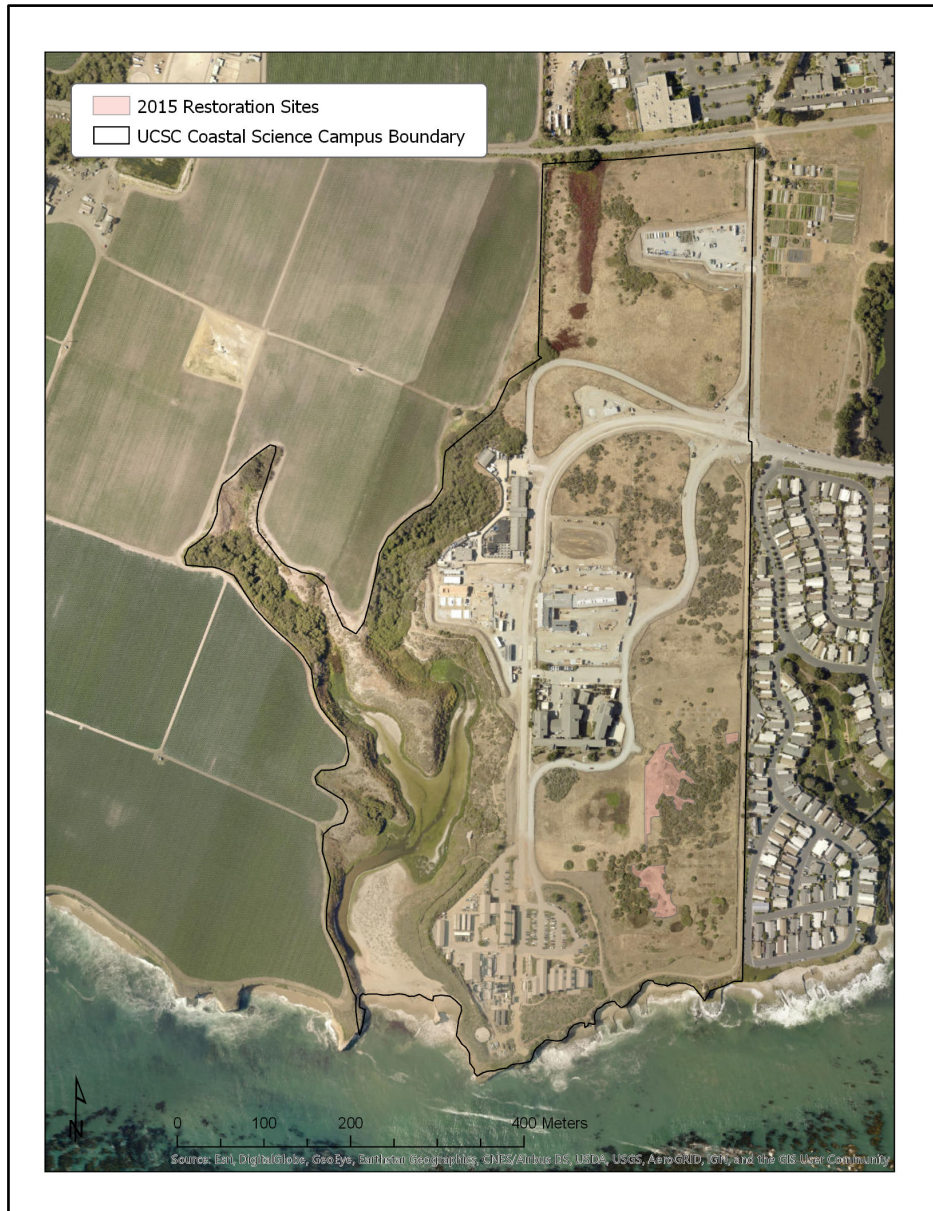 2015 Restoration Sites
UCSC Coastal Science Campus Boundary
N
0 100 200 400 Meters
Source: Esri, DigitalGlobe, GeoEye, Earthstar Geographics, CNES/Airbus DS, USDA, USGS, AeroGRID, IGN, and the GIS User Community